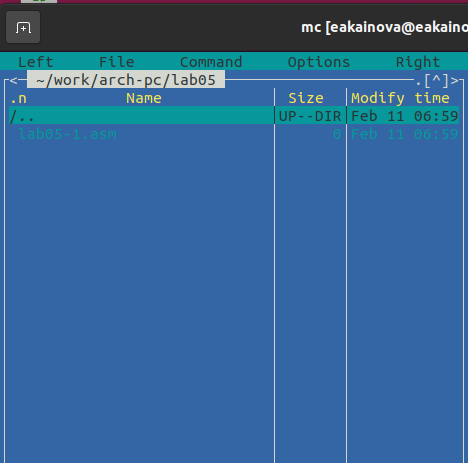 mc [eakainova@eakaino
Left File Command Options Right
<- ~/work/arch-pc/lab05 .[^]>
.n Name Size Modify time
/.. UP--DIR Feb 11 06:59
lab05-1.asm 0 Feb 11 06:59